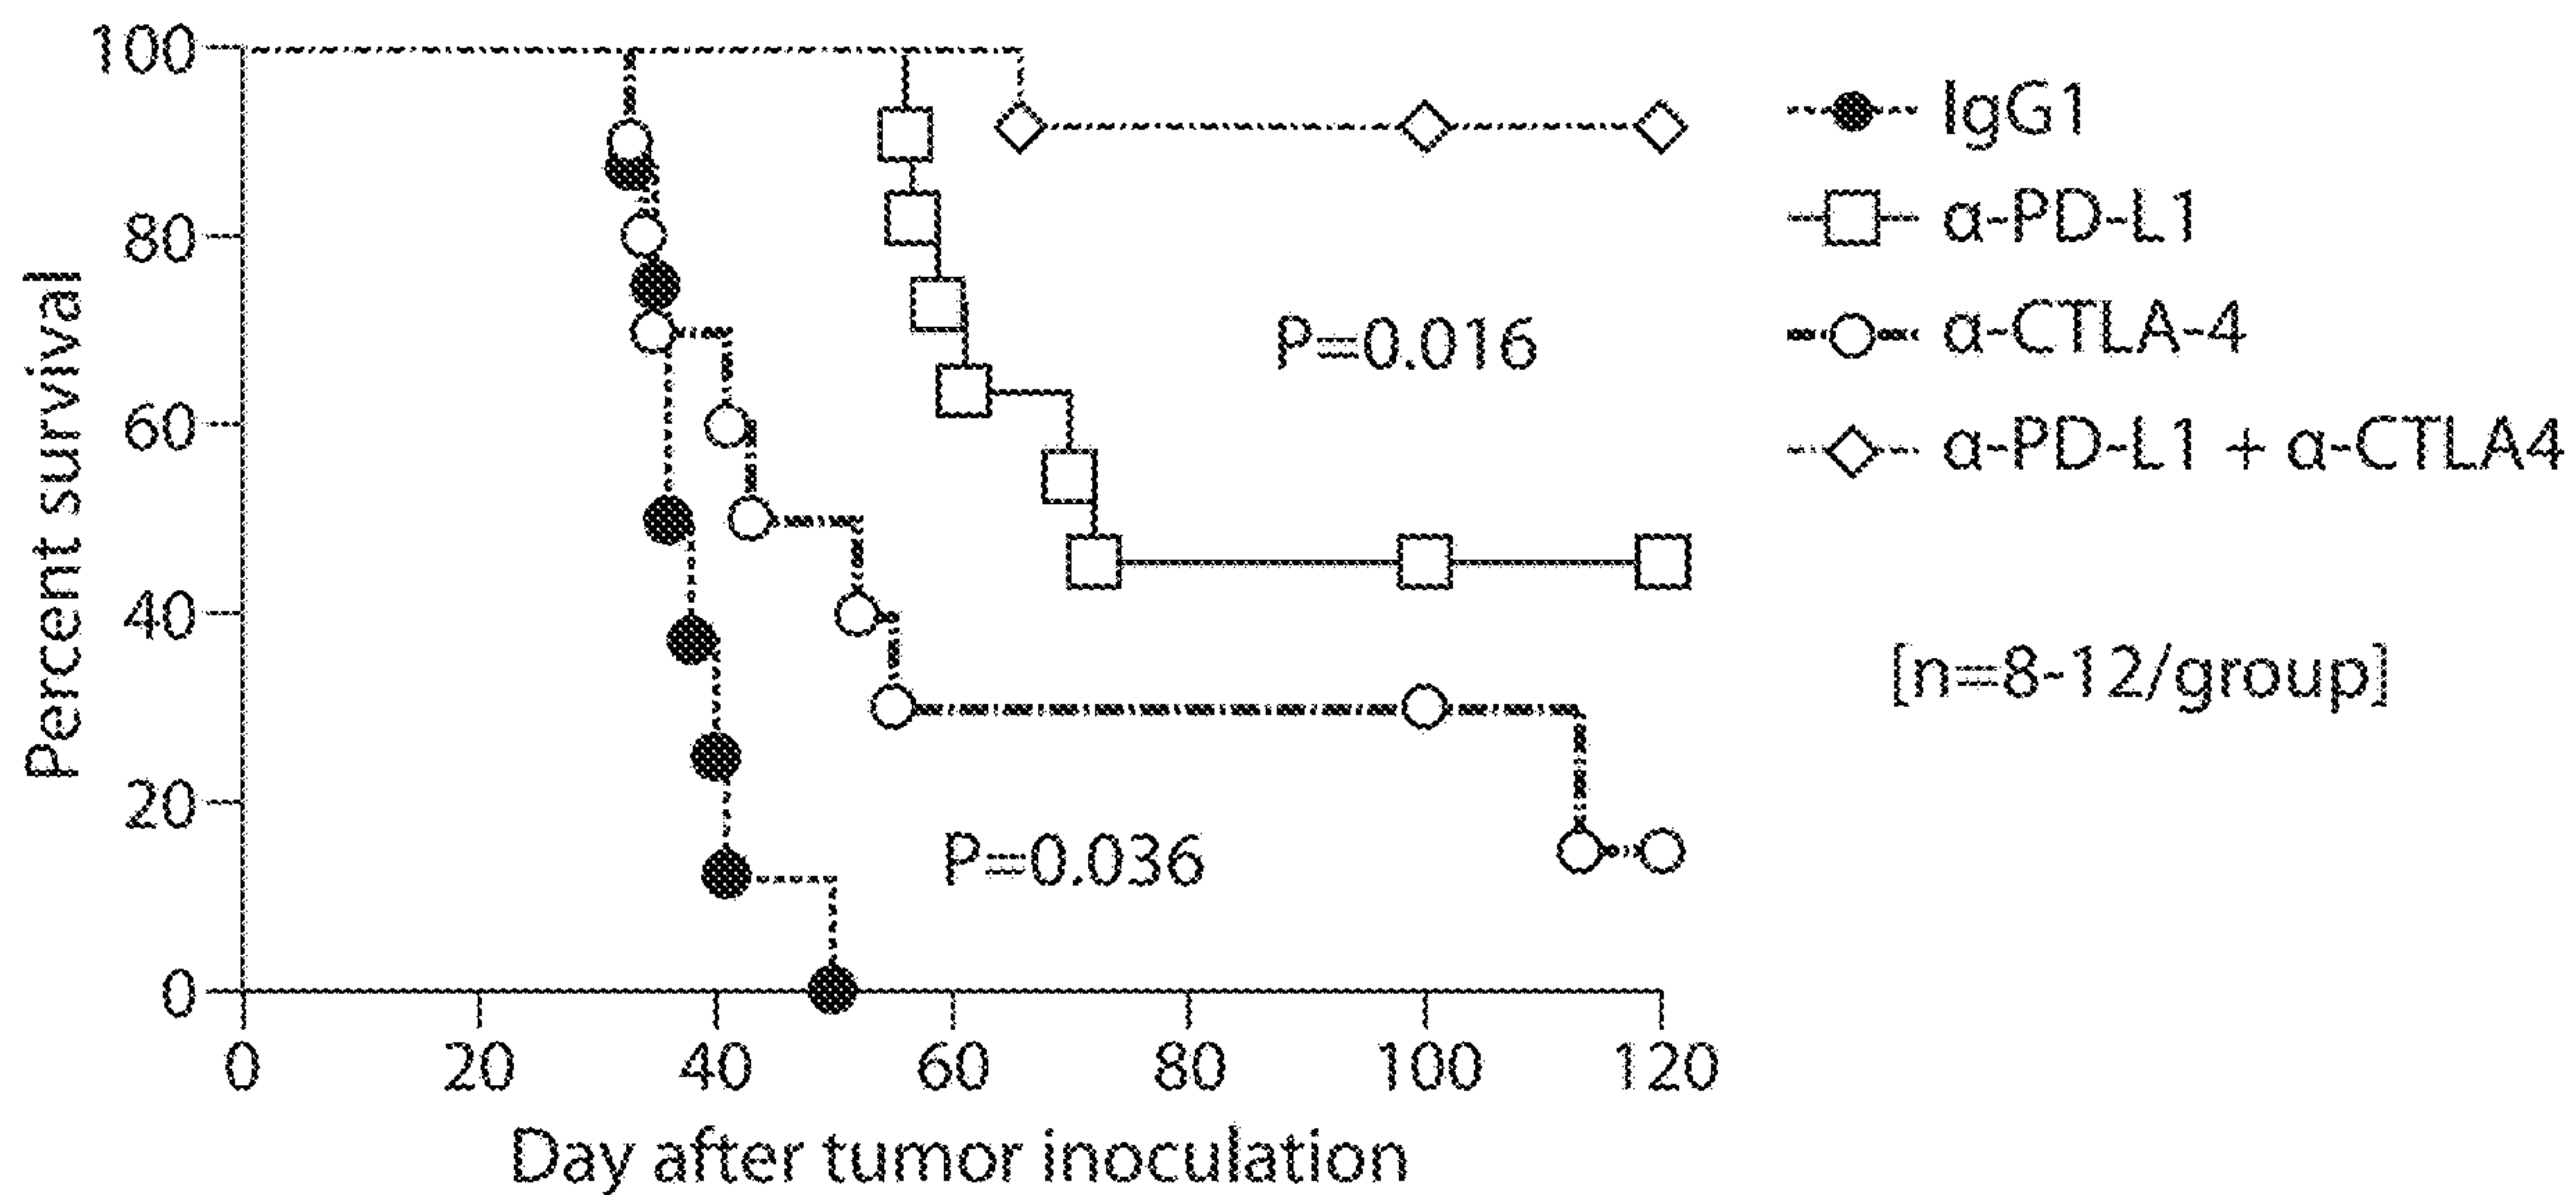 Percent survival
100
80
60
40
20
0
0 20 40 60 80 100 120
Day after tumor inoculation
P=0.016
P=0.036
IgG1
α-PD-L1
α-CTLA-4
α-PD-L1 + α-CTLA4
[n=8-12/group]